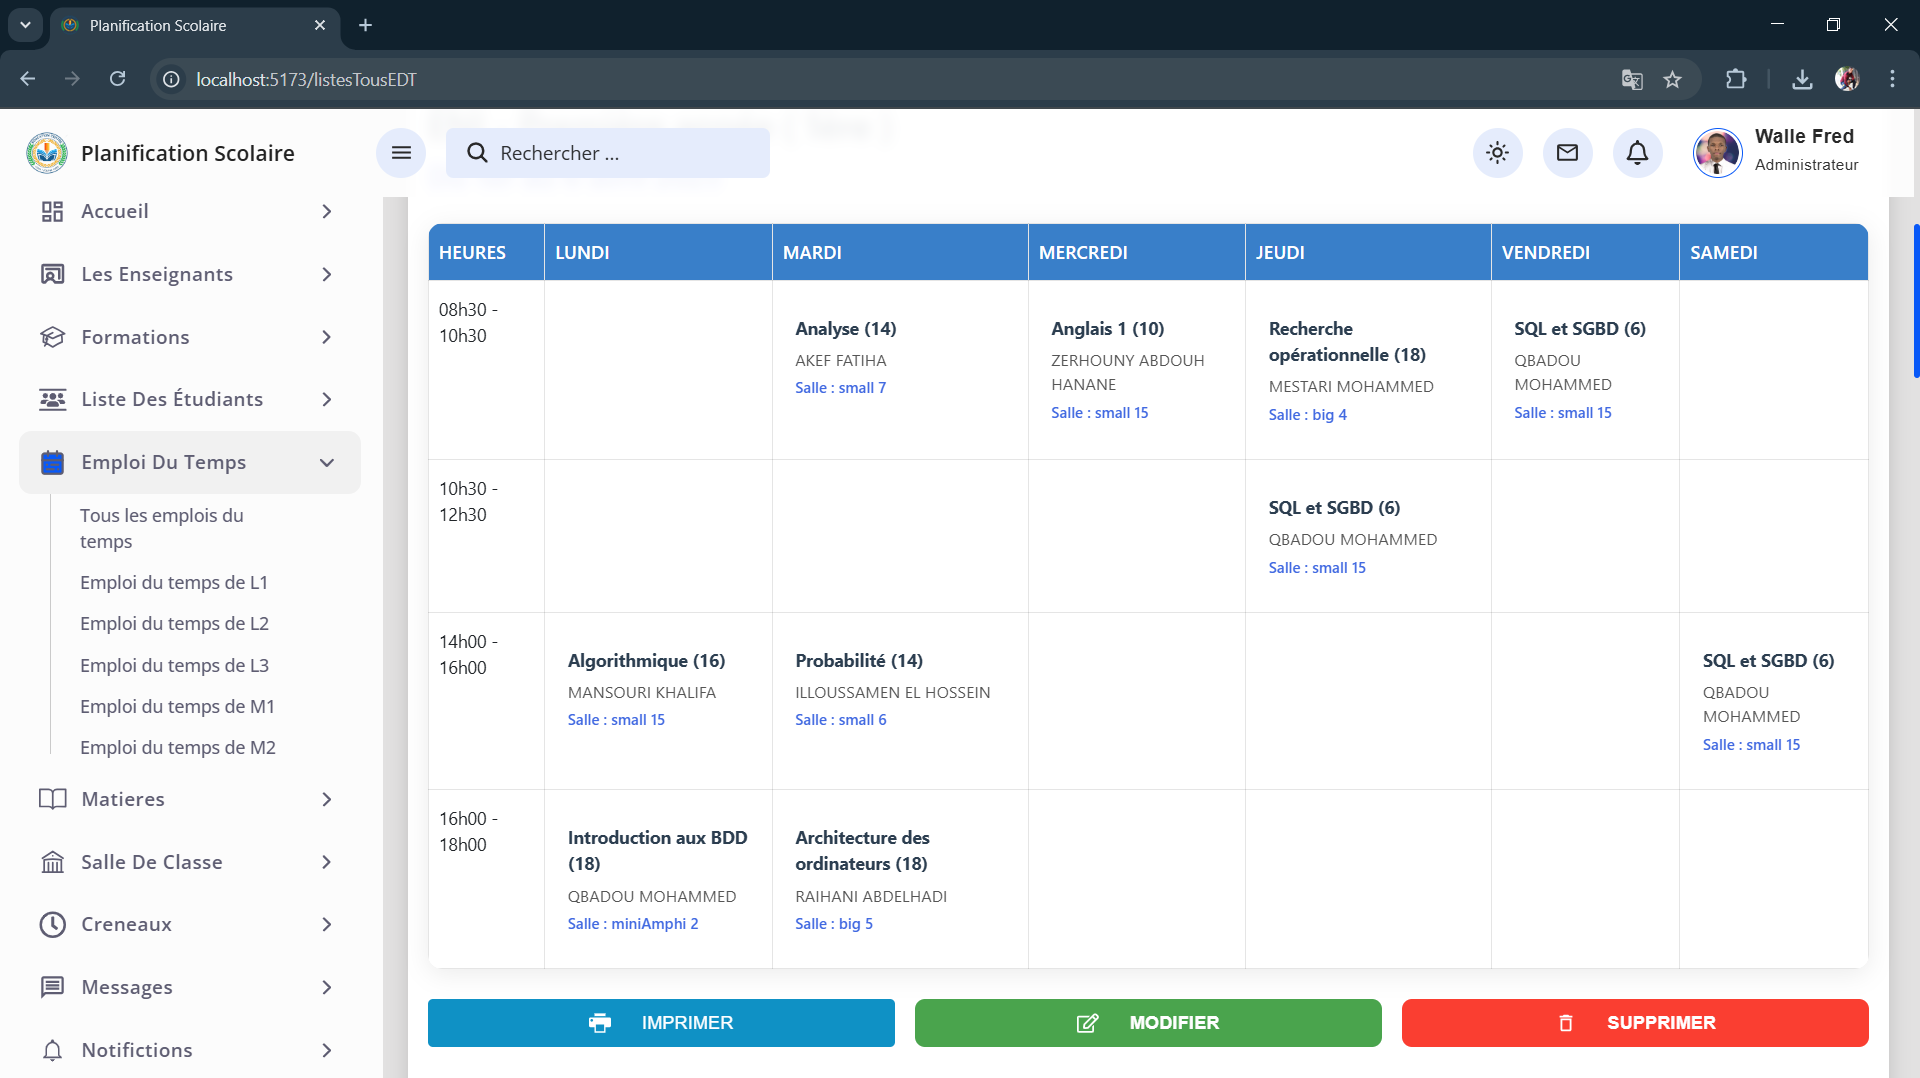 Planification Scolaire
localhost:5173/listesTousEDT
Planification Scolaire
Rechercher ...
Walle Fred
Administrateur
Accueil
Les Enseignants
Formations
Liste Des Étudiants
Emploi Du Temps
Tous les emplois du
temps
Emploi du temps de L1
Emploi du temps de L2
Emploi du temps de L3
Emploi du temps de M1
Emploi du temps de M2
Matieres
Salle De Classe
Creneaux
Messages
Notifictions
HEURES LUNDI MARDI MERCREDI JEUDI VENDREDI SAMEDI
08h30 -
10h30
Analyse (14)
AKEF FATIHA
Salle : small 7
Anglais 1 (10)
ZERHOUNY ABDOUH
HANANE
Salle : small 15
Recherche
opérationnelle (18)
MESTARI MOHAMMED
Salle : big 4
SQL et SGBD (6)
QBADOU
MOHAMMED
Salle : small 15
10h30 -
12h30
SQL et SGBD (6)
QBADOU MOHAMMED
Salle : small 15
14h00 -
16h00
Algorithmique (16)
MANSOURI KHALIFA
Salle : small 15
Probabilité (14)
ILLOUSSAMEN EL HOSSEIN
Salle : small 6
SQL et SGBD (6)
QBADOU
MOHAMMED
Salle : small 15
16h00 -
18h00
Introduction aux BDD
(18)
QBADOU MOHAMMED
Salle : miniAmphi 2
Architecture des
ordinateurs (18)
RAIHANI ABDELHADI
Salle : big 5
IMPRIMER
MODIFIER
SUPPRIMER